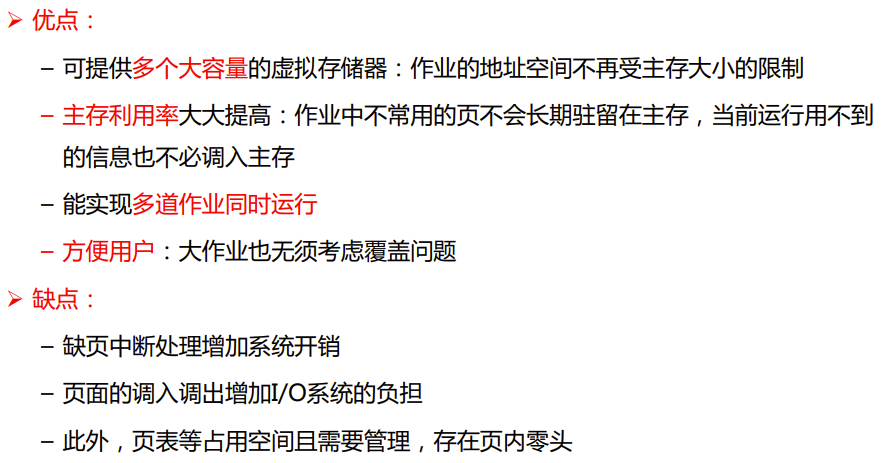 ➢ 优点：
– 可提供多个大容量的虚拟存储器：作业的地址空间不再受主存大小的限制
– 主存利用率大大提高：作业中不常用的页不会长期驻留在主存，当前运行用不到
的信息也不必调入主存
– 能实现多道作业同时运行
– 方便用户：大作业也无须考虑覆盖问题
➢ 缺点：
– 缺页中断处理增加系统开销
– 页面的调入调出增加I/O系统的负担
– 此外，页表等占用空间且需要管理，存在页内零头